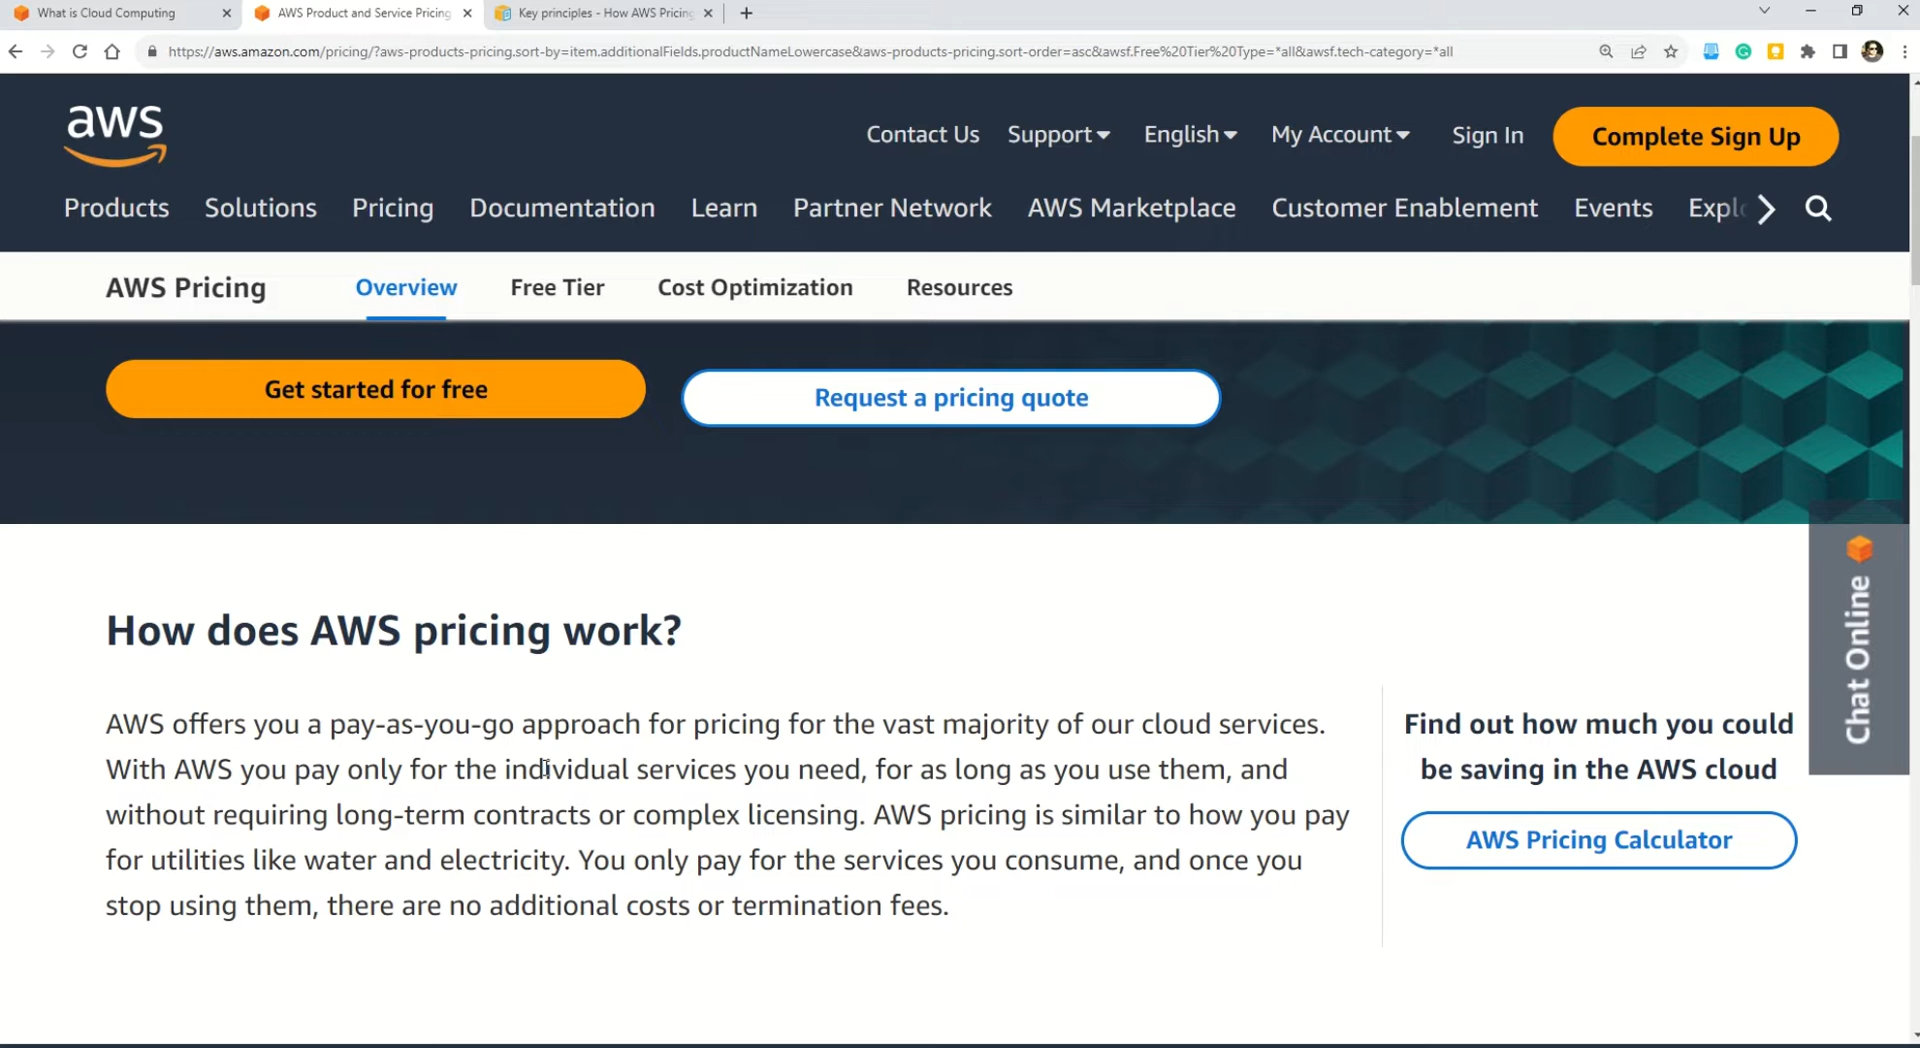 What is Cloud Computing
AWS Product and Service Pricing
Key principles - How AWS Pricing
https://aws.amazon.com/pricing/?aws-products-pricing.sort-by=item.additionalFields.productNameLowercase&aws-products-pricing.sort-order=asc&awsf.Free%20Tier%20Type=*all&awsf.tech-category=*all
aws
Contact Us Support English My Account Sign In Complete Sign Up
Products Solutions Pricing Documentation Learn Partner Network AWS Marketplace Customer Enablement Events Explo
AWS Pricing Overview Free Tier Cost Optimization Resources
Get started for free
Request a pricing quote
How does AWS pricing work?
AWS offers you a pay-as-you-go approach for pricing for the vast majority of our cloud services.
With AWS you pay only for the individual services you need, for as long as you use them, and
without requiring long-term contracts or complex licensing. AWS pricing is similar to how you pay
for utilities like water and electricity. You only pay for the services you consume, and once you
stop using them, there are no additional costs or termination fees.
Find out how much you could
be saving in the AWS cloud
AWS Pricing Calculator
Chat Online